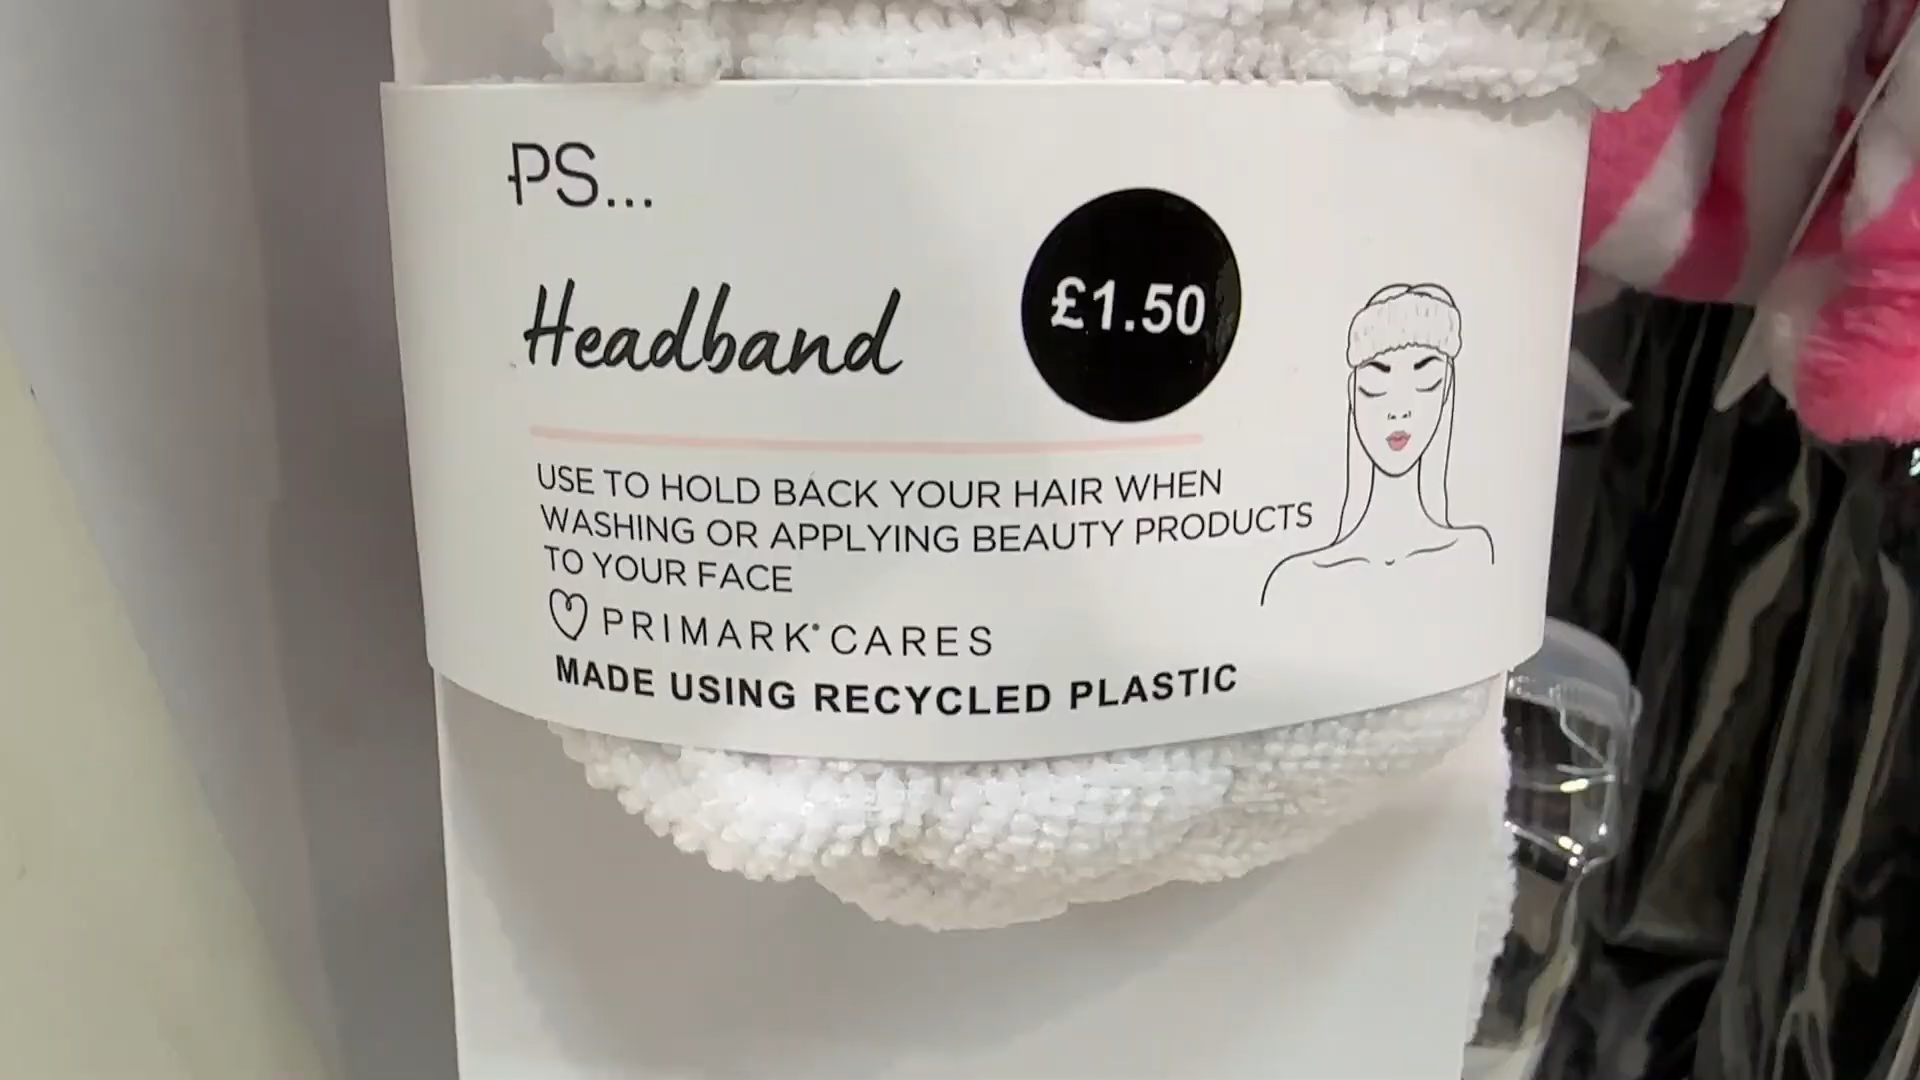 PS...
Headband
£1.50
USE TO HOLD BACK YOUR HAIR WHEN
WASHING OR APPLYING BEAUTY PRODUCTS
TO YOUR FACE
PRIMARK® CARES
MADE USING RECYCLED PLASTIC